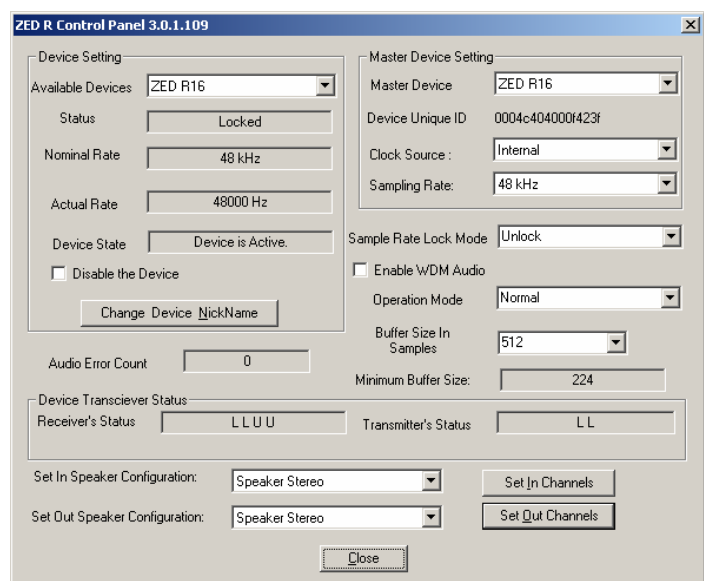 ZED R Control Panel 3.0.1.109
Device Setting
Available Devices ZED R16
Status Locked
Nominal Rate 48 kHz
Actual Rate 48000 Hz
Device State Device is Active.
Disable the Device
Change Device NickName
Audio Error Count 0
Master Device Setting
Master Device ZED R16
Device Unique ID 0004c404000f423f
Clock Source : Internal
Sampling Rate: 48 kHz
Sample Rate Lock Mode Unlock
Enable WDM Audio
Operation Mode Normal
Buffer Size In
Samples 512
Minimum Buffer Size: 224
Device Transciever Status
Receiver's Status L L U U Transmitter's Status L L
Set In Speaker Configuration: Speaker Stereo Set In Channels
Set Out Speaker Configuration: Speaker Stereo Set Out Channels
Close